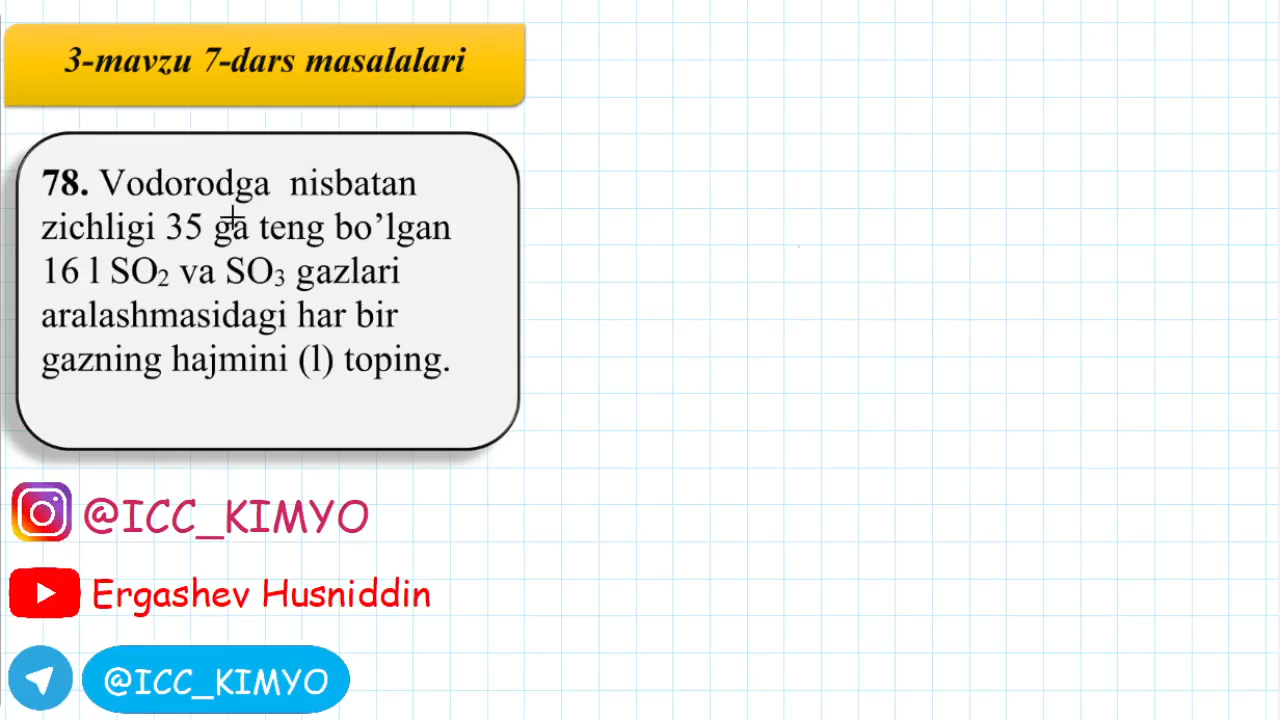 3-mavzu 7-dars masalalari
78. Vodorodga nisbatan
zichligi 35 ga teng bo’lgan
16 l SO₂ va SO₃ gazlari
aralashmasidagi har bir
gazning hajmini (l) toping.
@ICC_KIMYO
Ergashev Husniddin
@ICC_KIMYO